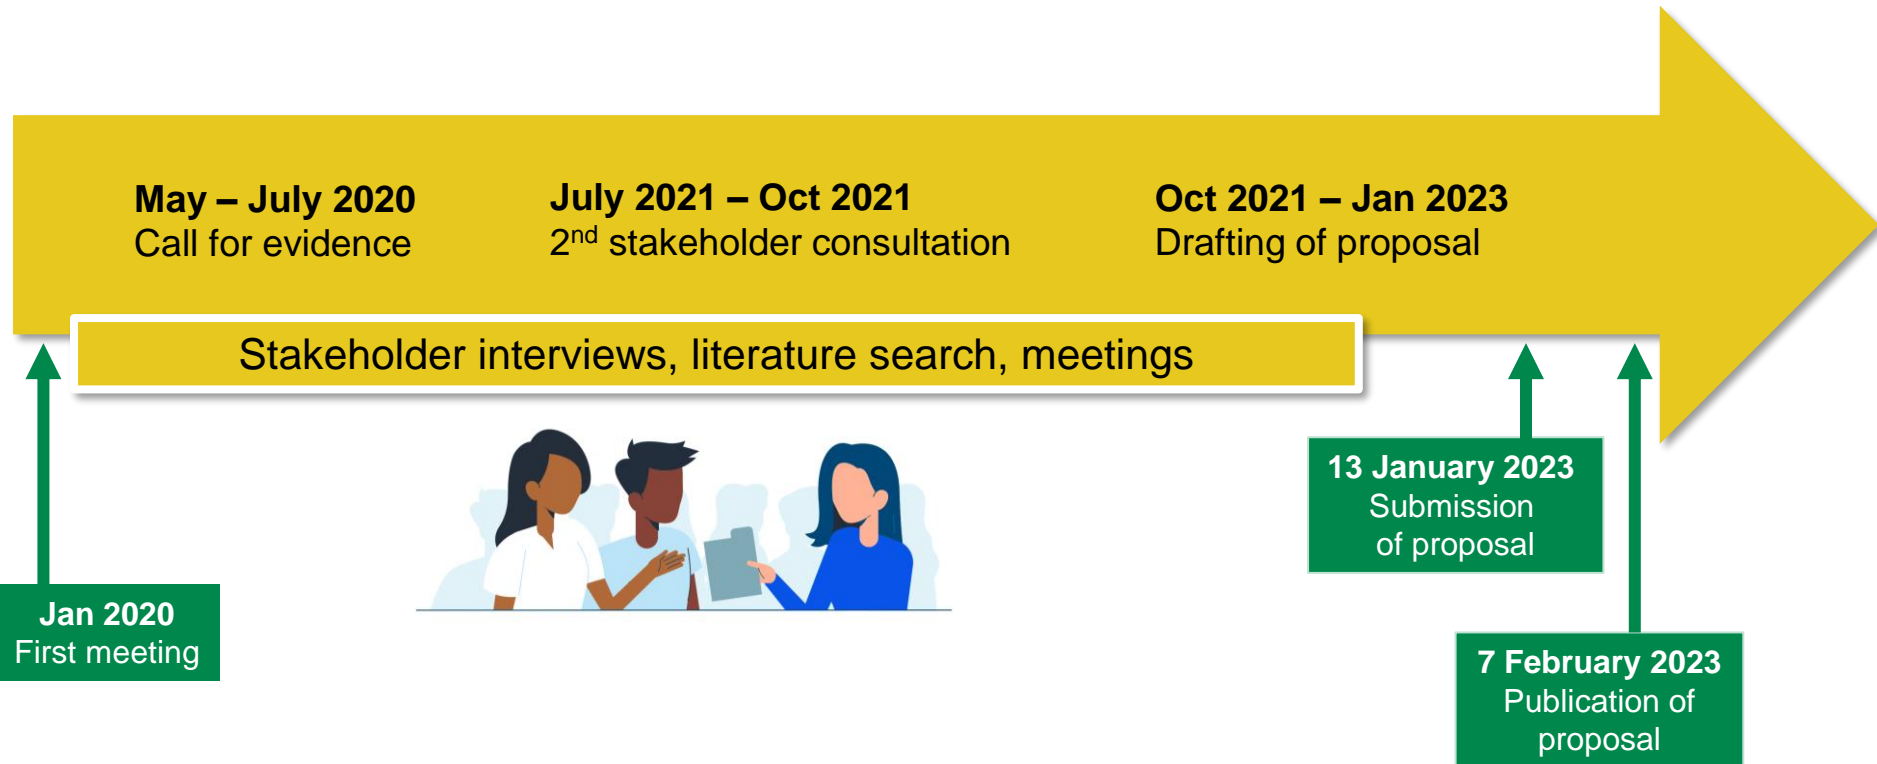 May – July 2020
Call for evidence
July 2021 – Oct 2021
2nd stakeholder consultation
Oct 2021 – Jan 2023
Drafting of proposal
Stakeholder interviews, literature search, meetings
Jan 2020
First meeting
13 January 2023
Submission
of proposal
7 February 2023
Publication of
proposal